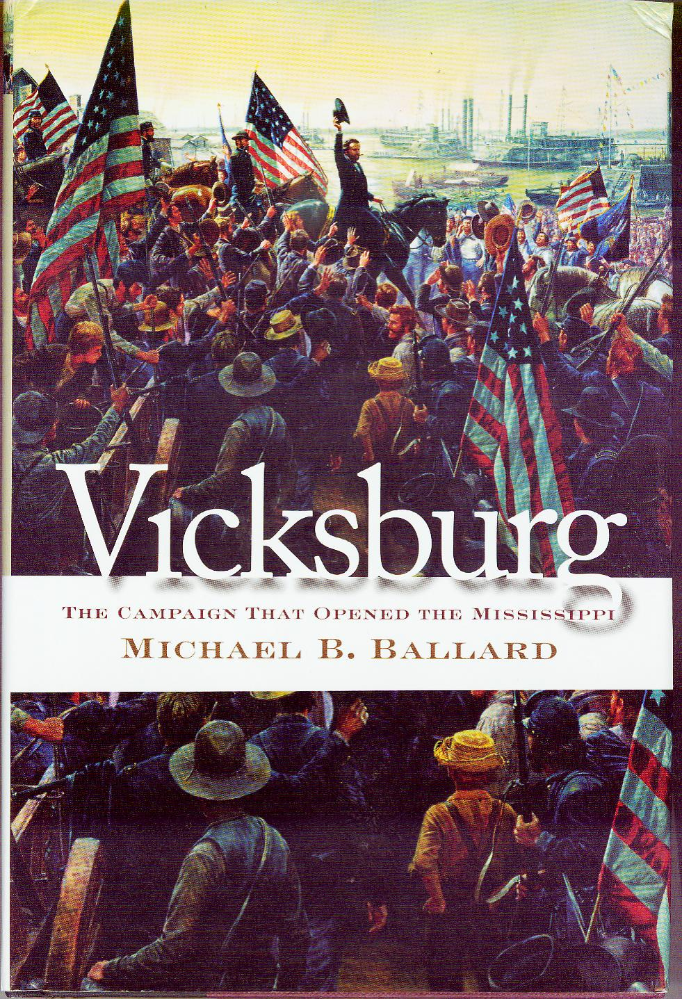 Vicksburg
THE CAMPAIGN THAT OPENED THE MISSISSIPPI
MICHAEL B. BALLARD